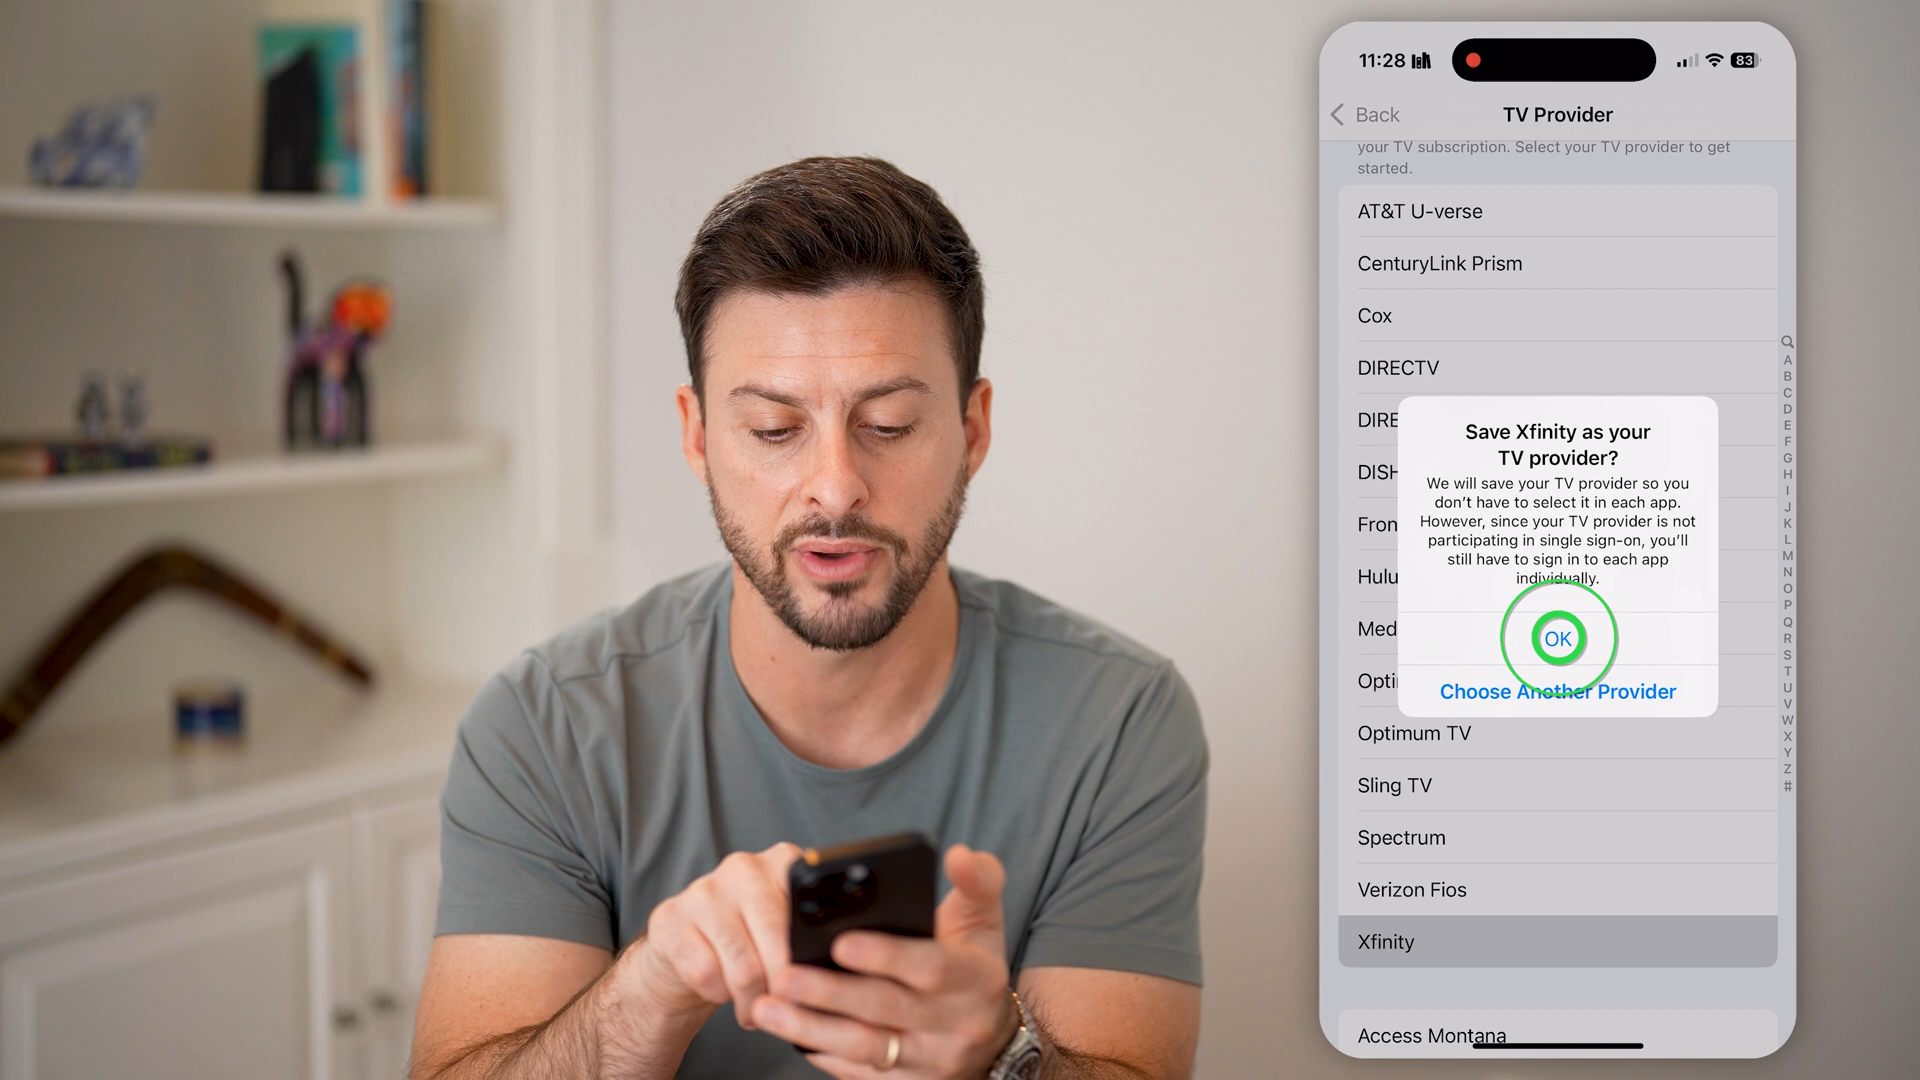 11:28
83
Back
TV Provider
your TV subscription. Select your TV provider to get
started.
AT&T U-verse
CenturyLink Prism
Cox
DIRECTV
DIRE
DISH
Fron
Hulu
Med
Opti
Optimum TV
Sling TV
Spectrum
Verizon Fios
Xfinity
Access Montana
Save Xfinity as your
TV provider?
We will save your TV provider so you
don't have to select it in each app.
However, since your TV provider is not
participating in single sign-on, you'll
still have to sign in to each app
individually.
OK
Choose Another Provider
A
B
C
D
E
F
G
H
I
J
K
L
M
N
O
P
Q
R
S
T
U
V
W
X
Y
Z
#